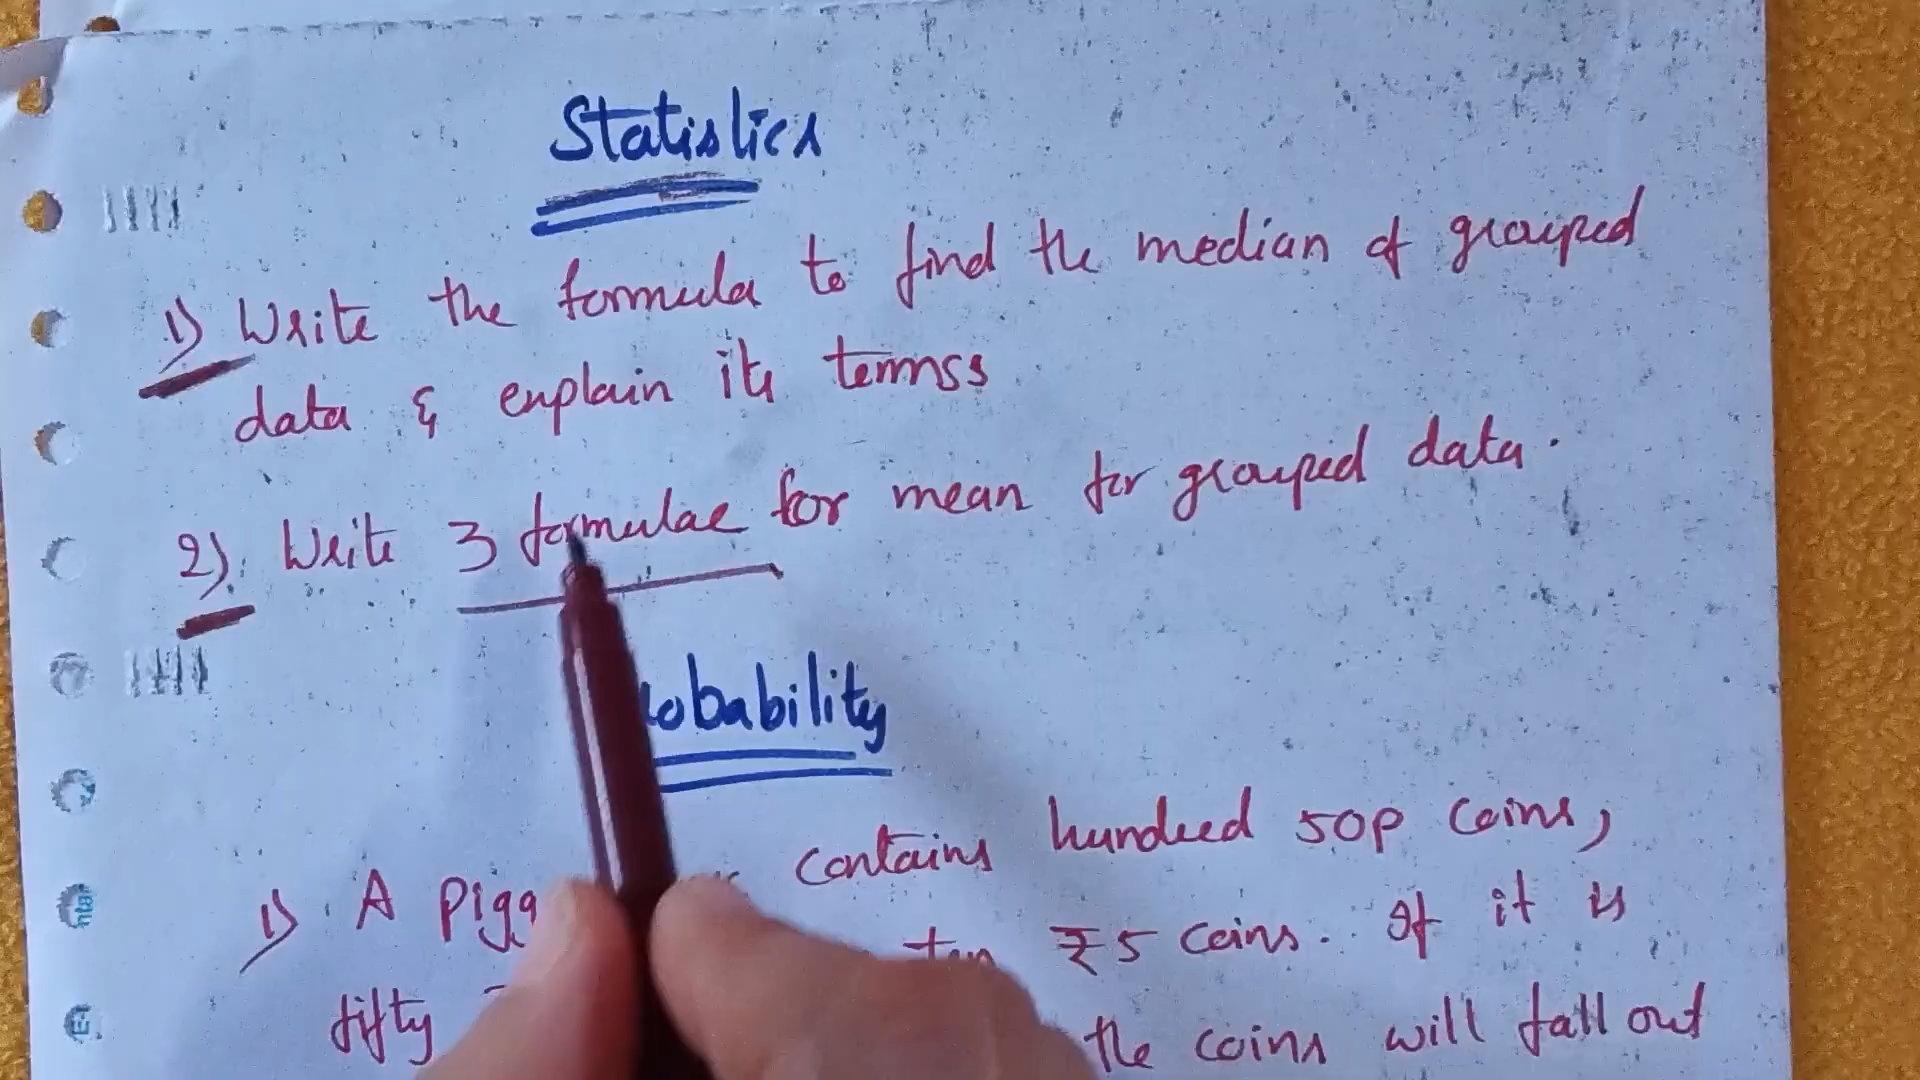 Statistics
1) Write the formula to find the median of grouped
data & explain its termss
2). Write 3 formulae for mean for grouped data.
obability
1) A pigg contains hundred 50p coins,
fifty ten ₹5 coins. If it is
the coins will fall out